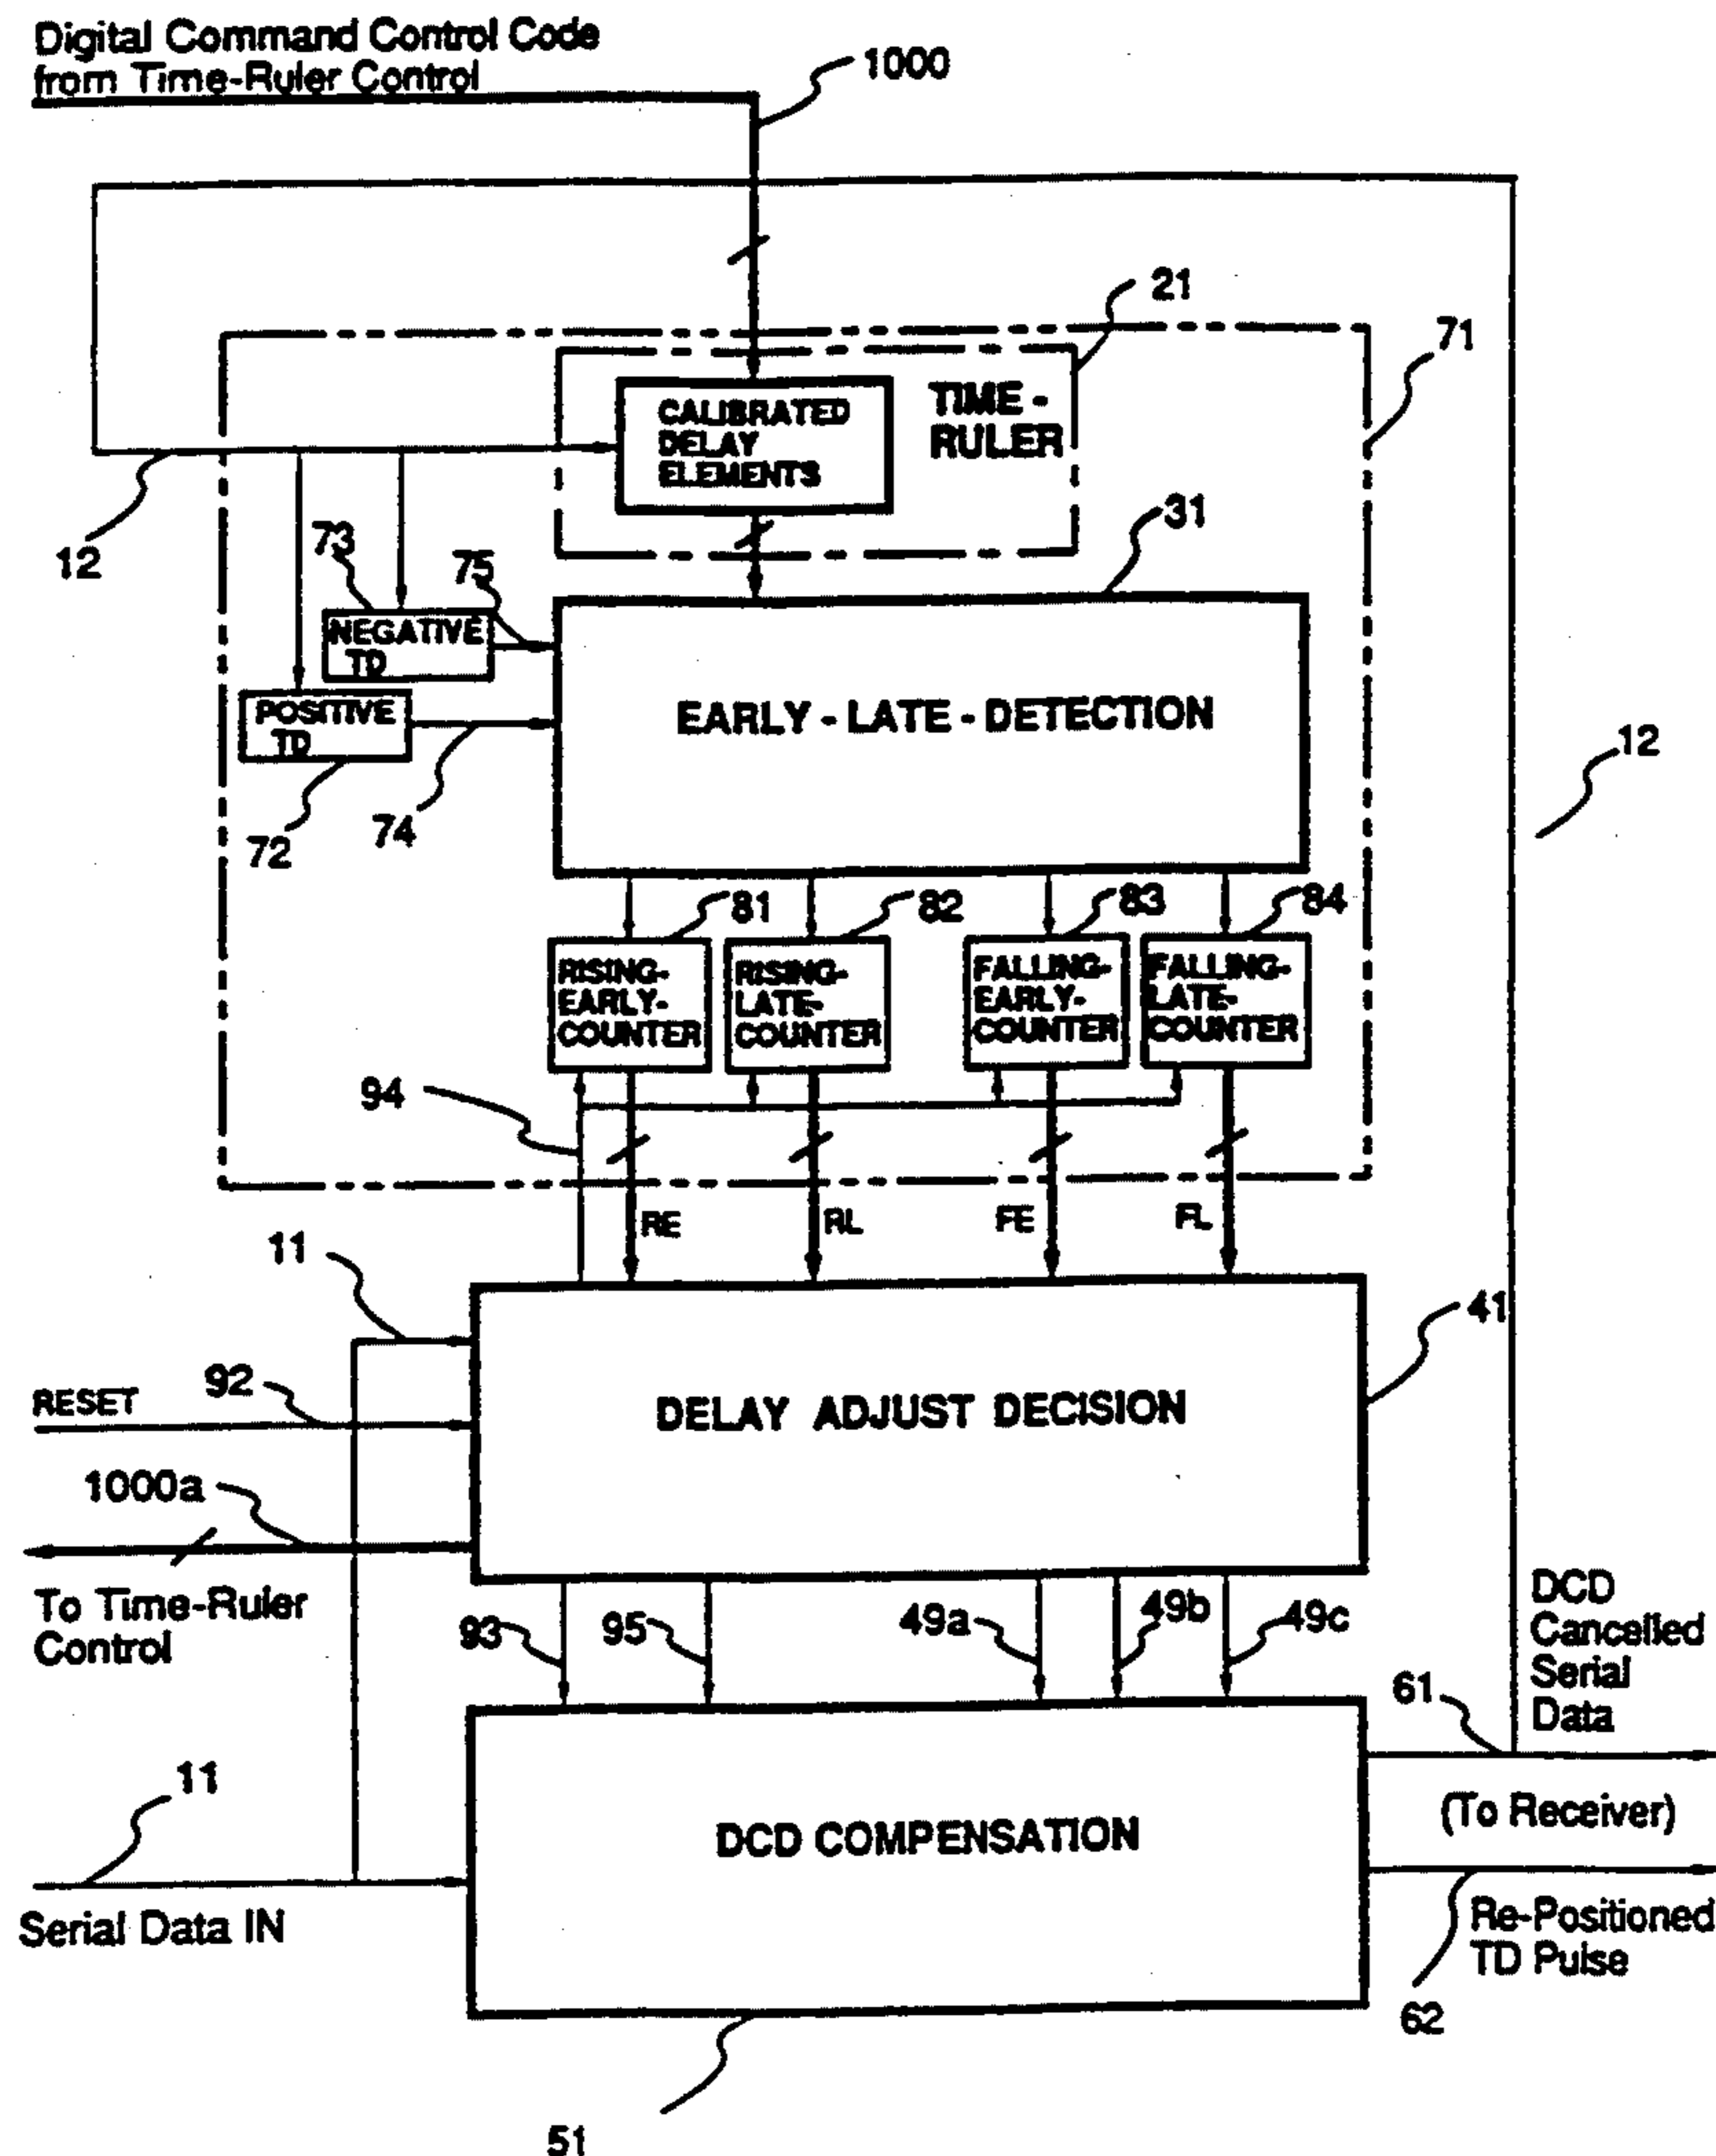 Digital Command Control Code
from Time-Ruler Control
1000
21
71
CALIBRATED
DELAY
ELEMENTS
TIME -
RULER
12
73
75
31
NEGATIVE
TD
POSITIVE
TD
EARLY - LATE - DETECTION
12
72
74
81
82
83
84
RISING-
EARLY-
COUNTER
RISING-
LATE-
COUNTER
FALLING-
EARLY-
COUNTER
FALLING-
LATE-
COUNTER
94
RE
RL
FE
FL
11
41
RESET
92
DELAY ADJUST DECISION
1000a
To Time-Ruler
Control
93
95
49a
49b
49c
DCD
Cancelled
Serial
Data
61
11
(To Receiver)
DCD COMPENSATION
Serial Data IN
Re-Positioned
TD Pulse
62
51